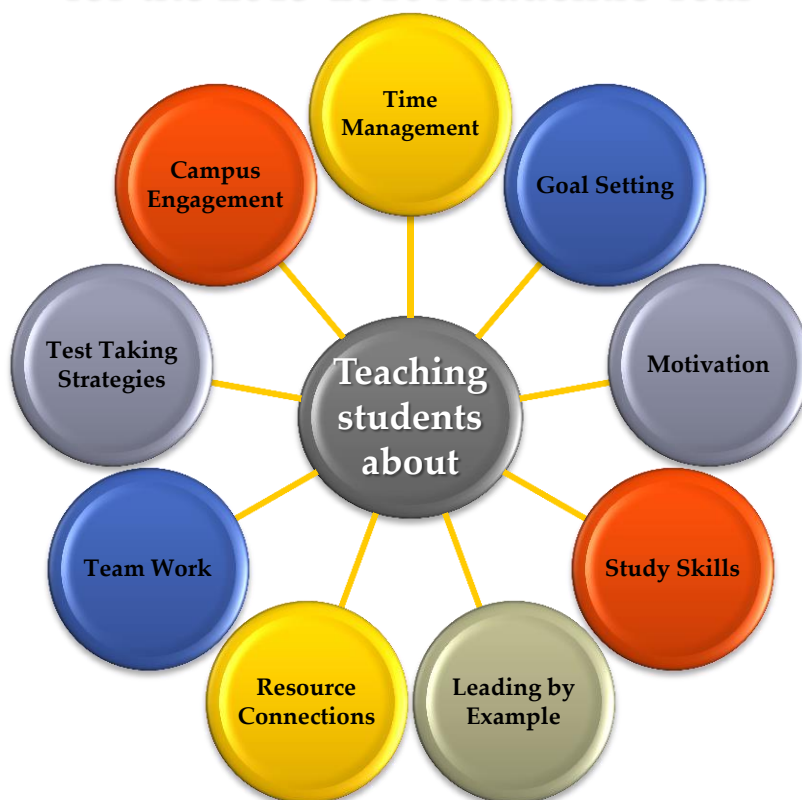 Time
Management
Goal Setting
Motivation
Study Skills
Leading by
Example
Resource
Connections
Team Work
Test Taking
Strategies
Campus
Engagement
Teaching
students
about